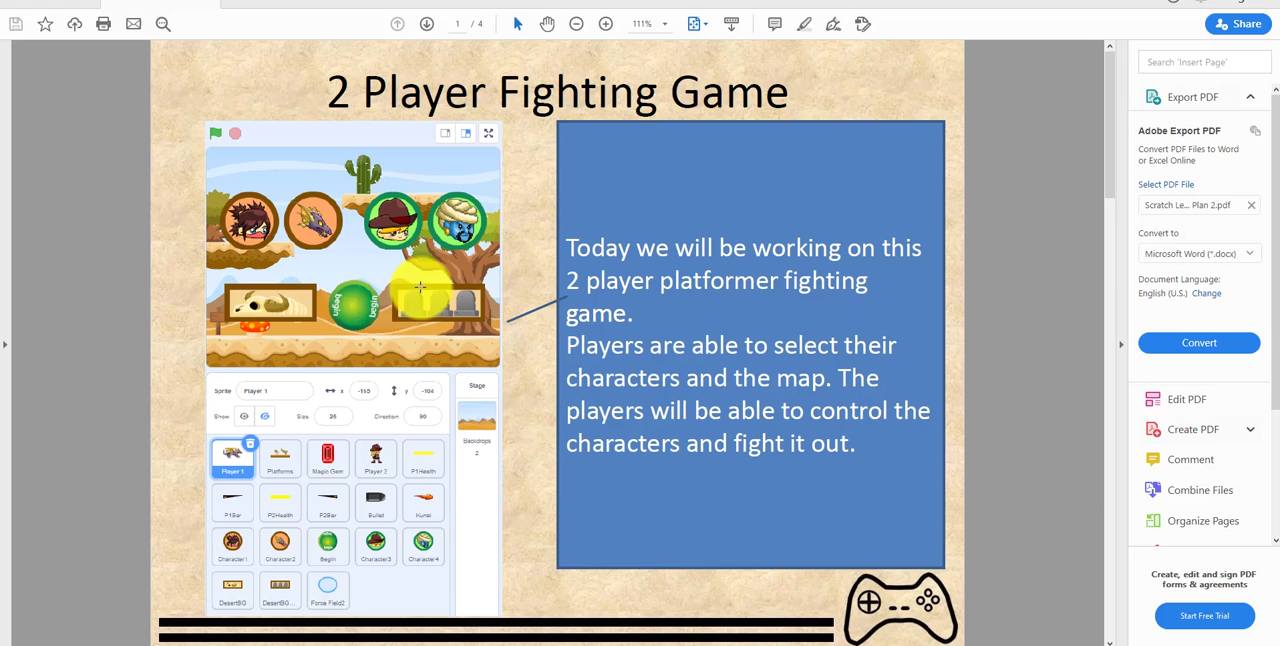 1 / 4
111%
Share
2 Player Fighting Game
Today we will be working on this
2 player platformer fighting
game.
Players are able to select their
characters and the map. The
players will be able to control the
characters and fight it out.
begin
begin
Sprite
Player 1
x
-165
y
-104
Show
Size
Direction
90
Stage
Backdrops
2
Player 1
Platforms
Magic Gem
Player 2
P1Health
P1Bar
P2Health
P2Bar
Bullet
Kunai
Character1
Character2
Begin
Character3
Character4
DesertBG
DesertBG...
Force Field2
Search 'Insert Page'
Export PDF
Adobe Export PDF
Convert PDF Files to Word
or Excel Online
Select PDF File
Scratch Le... Plan 2.pdf
Convert to
Microsoft Word (*.docx)
Document Language:
English (U.S.) Change
Convert
Edit PDF
Create PDF
Comment
Combine Files
Organize Pages
Create, edit and sign PDF
forms & agreements
Start Free Trial